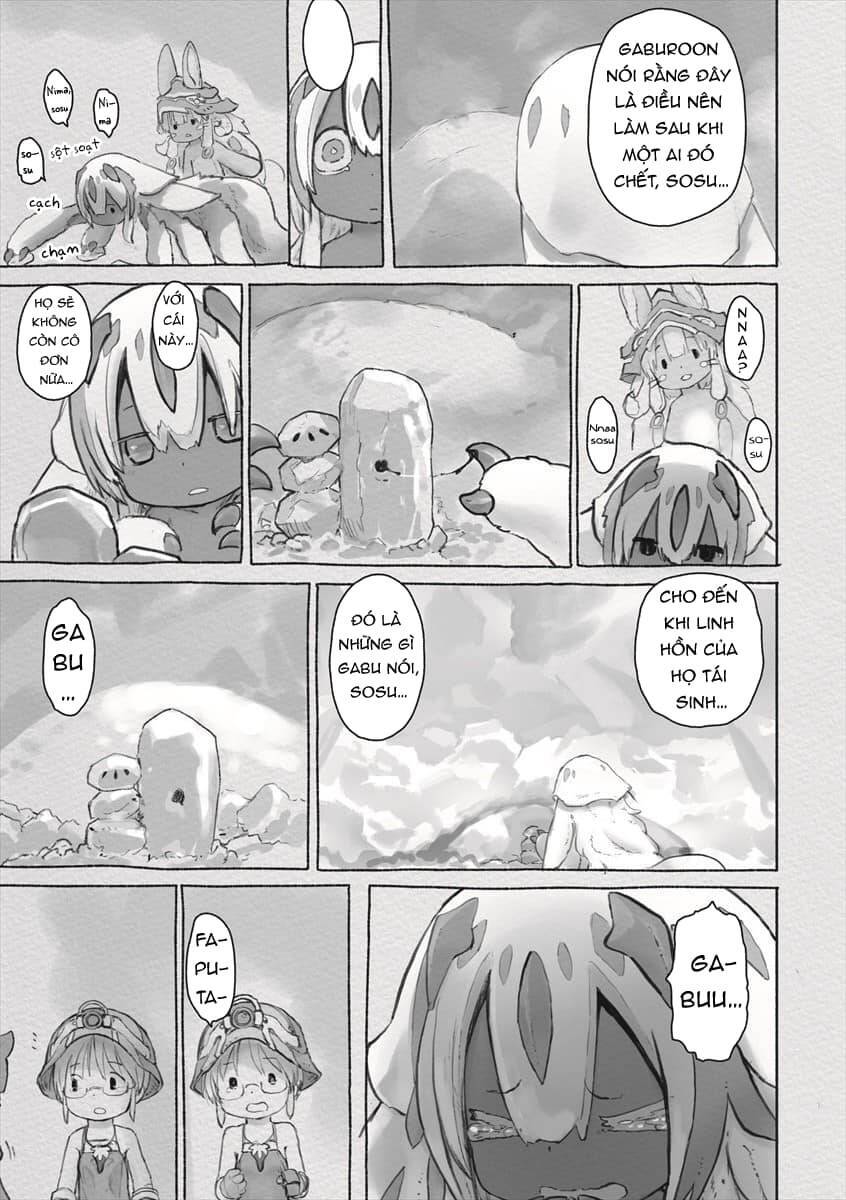 GABUROON
NÓI RẰNG ĐÂY
LÀ ĐIỀU NÊN
LÀM SAU KHI
MỘT AI ĐÓ
CHẾT, SOSU...
Ni-
ma
Nima,
sosu
sột soạt
so-
su
cạch
chạm
NNAA?
so-
su
Nnaa
sosu
VỚI
CÁI
NÀY...
HỌ SẼ
KHÔNG
CÒN CÔ
ĐƠN
NỮA...
CHO ĐẾN
KHI LINH
HỒN CỦA
HỌ TÁI
SINH...
ĐÓ LÀ
NHỮNG GÌ
GABU NÓI,
SOSU...
GA
BU
...
GA-
BUU...
FA-
PU-
TA-